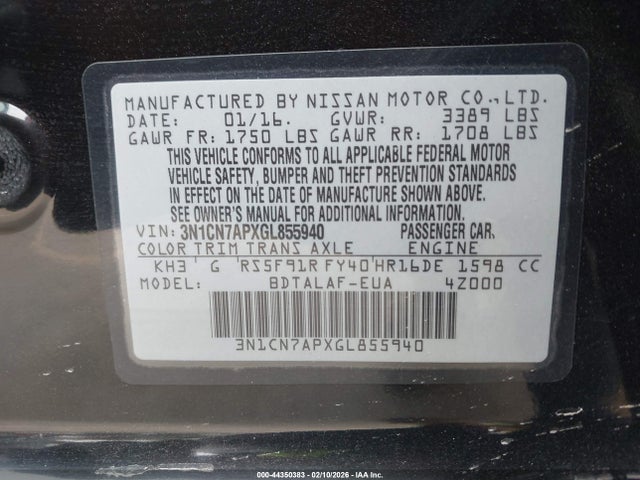 MANUFACTURED BY NISSAN MOTOR CO.,LTD.
DATE: 01/16. GVWR: 3389 LBS
GAWR FR: 1750 LBS GAWR RR: 1708 LBS
THIS VEHICLE CONFORMS TO ALL APPLICABLE FEDERAL MOTOR
VEHICLE SAFETY, BUMPER AND THEFT PREVENTION STANDARDS
IN EFFECT ON THE DATE OF MANUFACTURE SHOWN ABOVE.
SEE OWNER'S MANUAL FOR ADDITIONAL INFORMATION.
VIN: 3N1CN7APXGL855940 PASSENGER CAR.
COLOR TRIM TRANS AXLE ENGINE
KH3 G RS5F91R FY40 HR16DE 1598 CC
MODEL: BDTALAF-EUA 4Z000
3N1CN7APXGL855940
000-44350383 - 02/10/2026 - IAA Inc.